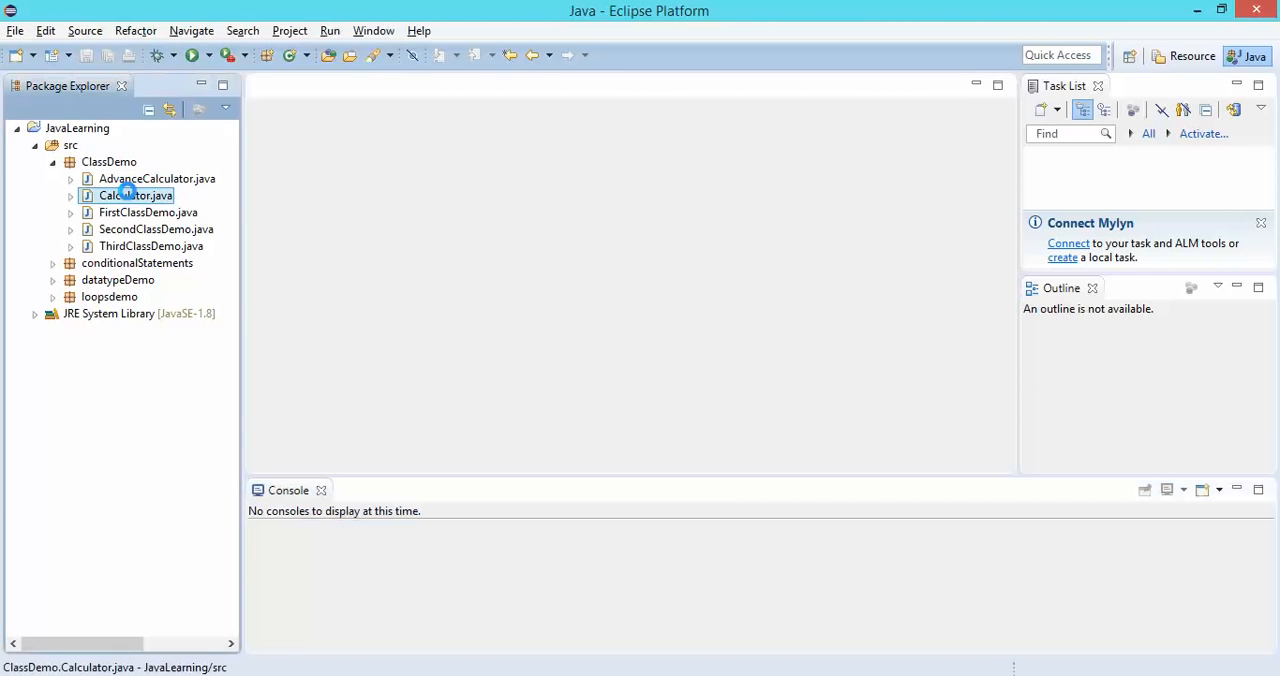 Java - Eclipse Platform
File Edit Source Refactor Navigate Search Project Run Window Help
Quick Access Resource Java
Package Explorer
Task List
JavaLearning
src
ClassDemo
AdvanceCalculator.java
Calculator.java
FirstClassDemo.java
SecondClassDemo.java
ThirdClassDemo.java
conditionalStatements
datatypeDemo
loopsdemo
JRE System Library [JavaSE-1.8]
Find All Activate...
Connect Mylyn
Connect to your task and ALM tools or
create a local task.
Outline
An outline is not available.
Console
No consoles to display at this time.
ClassDemo.Calculator.java - JavaLearning/src